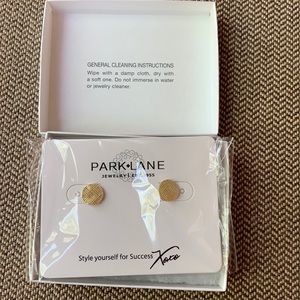 GENERAL CLEANING INSTRUCTIONS
Wipe with a damp cloth, dry with
a soft one. Do not immerse in water
or jewelry cleaner.
PARK LANE
JEWELRY
Style yourself for Success Xoxo